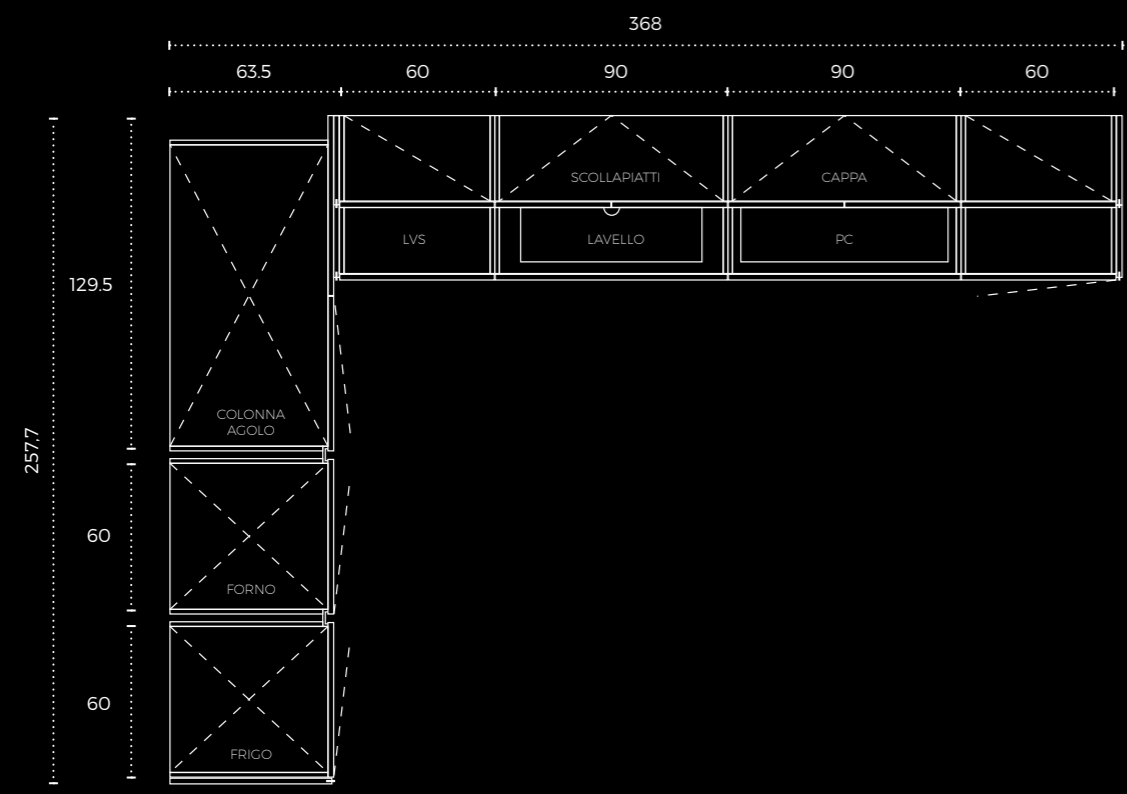 368
63.5
60
90
90
60
SCOLLAPIATTI
CAPPA
LVS
LAVELLO
PC
129.5
COLONNA
AGOLO
257,7
60
FORNO
60
FRIGO